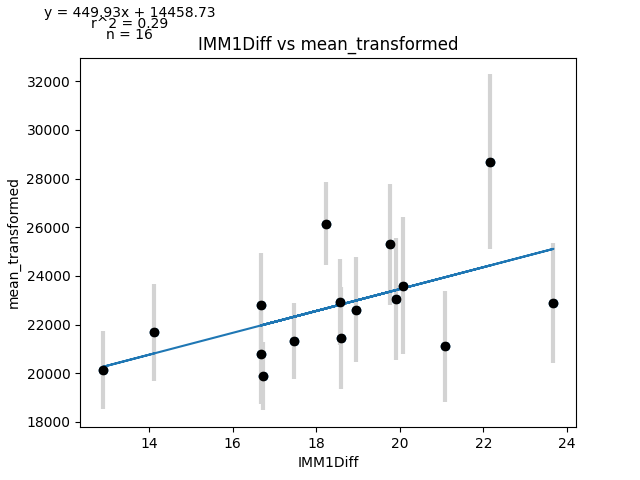 y = 449.93x + 14458.73
r^2 = 0.29
n = 16
IMM1Diff vs mean_transformed
mean_transformed
32000
30000
28000
26000
24000
22000
20000
18000
14
16
18
20
22
24
IMM1Diff